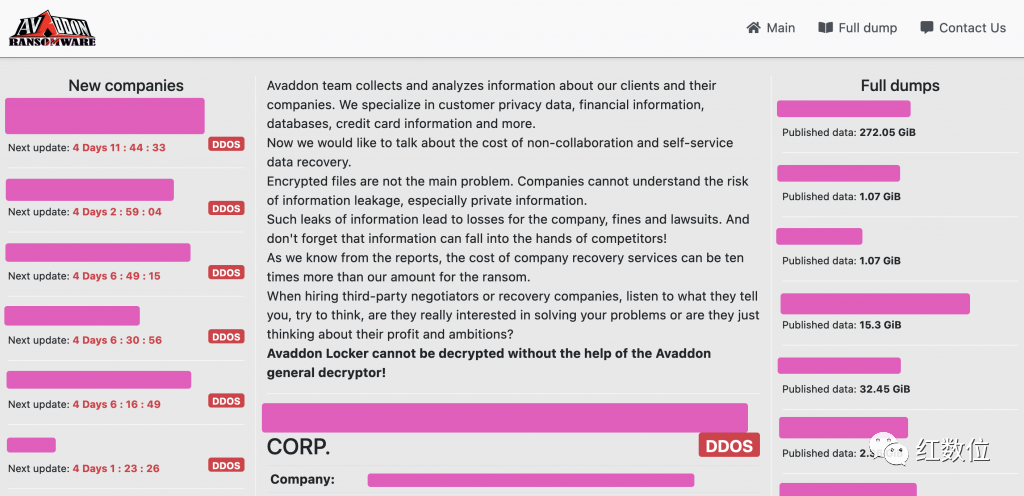 AVADDON
RANSOMWARE
Main
Full dump
Contact Us
New companies
Next update: 4 Days 11 : 44 : 33
DDOS
Next update: 4 Days 2 : 59 : 04
DDOS
Next update: 4 Days 6 : 49 : 15
DDOS
Next update: 4 Days 6 : 30 : 56
DDOS
Next update: 4 Days 6 : 16 : 49
DDOS
Next update: 4 Days 1 : 23 : 26
DDOS
Avaddon team collects and analyzes information about our clients and their
companies. We specialize in customer privacy data, financial information,
databases, credit card information and more.
Now we would like to talk about the cost of non-collaboration and self-service
data recovery.
Encrypted files are not the main problem. Companies cannot understand the risk
of information leakage, especially private information.
Such leaks of information lead to losses for the company, fines and lawsuits. And
don't forget that information can fall into the hands of competitors!
As we know from the reports, the cost of company recovery services can be ten
times more than our amount for the ransom.
When hiring third-party negotiators or recovery companies, listen to what they tell
you, try to think, are they really interested in solving your problems or are they just
thinking about their profit and ambitions?
Avaddon Locker cannot be decrypted without the help of the Avaddon
general decryptor!
CORP.
DDOS
Company:
Full dumps
Published data: 272.05 GiB
Published data: 1.07 GiB
Published data: 1.07 GiB
Published data: 15.3 GiB
Published data: 32.45 GiB
Published data:
红数位